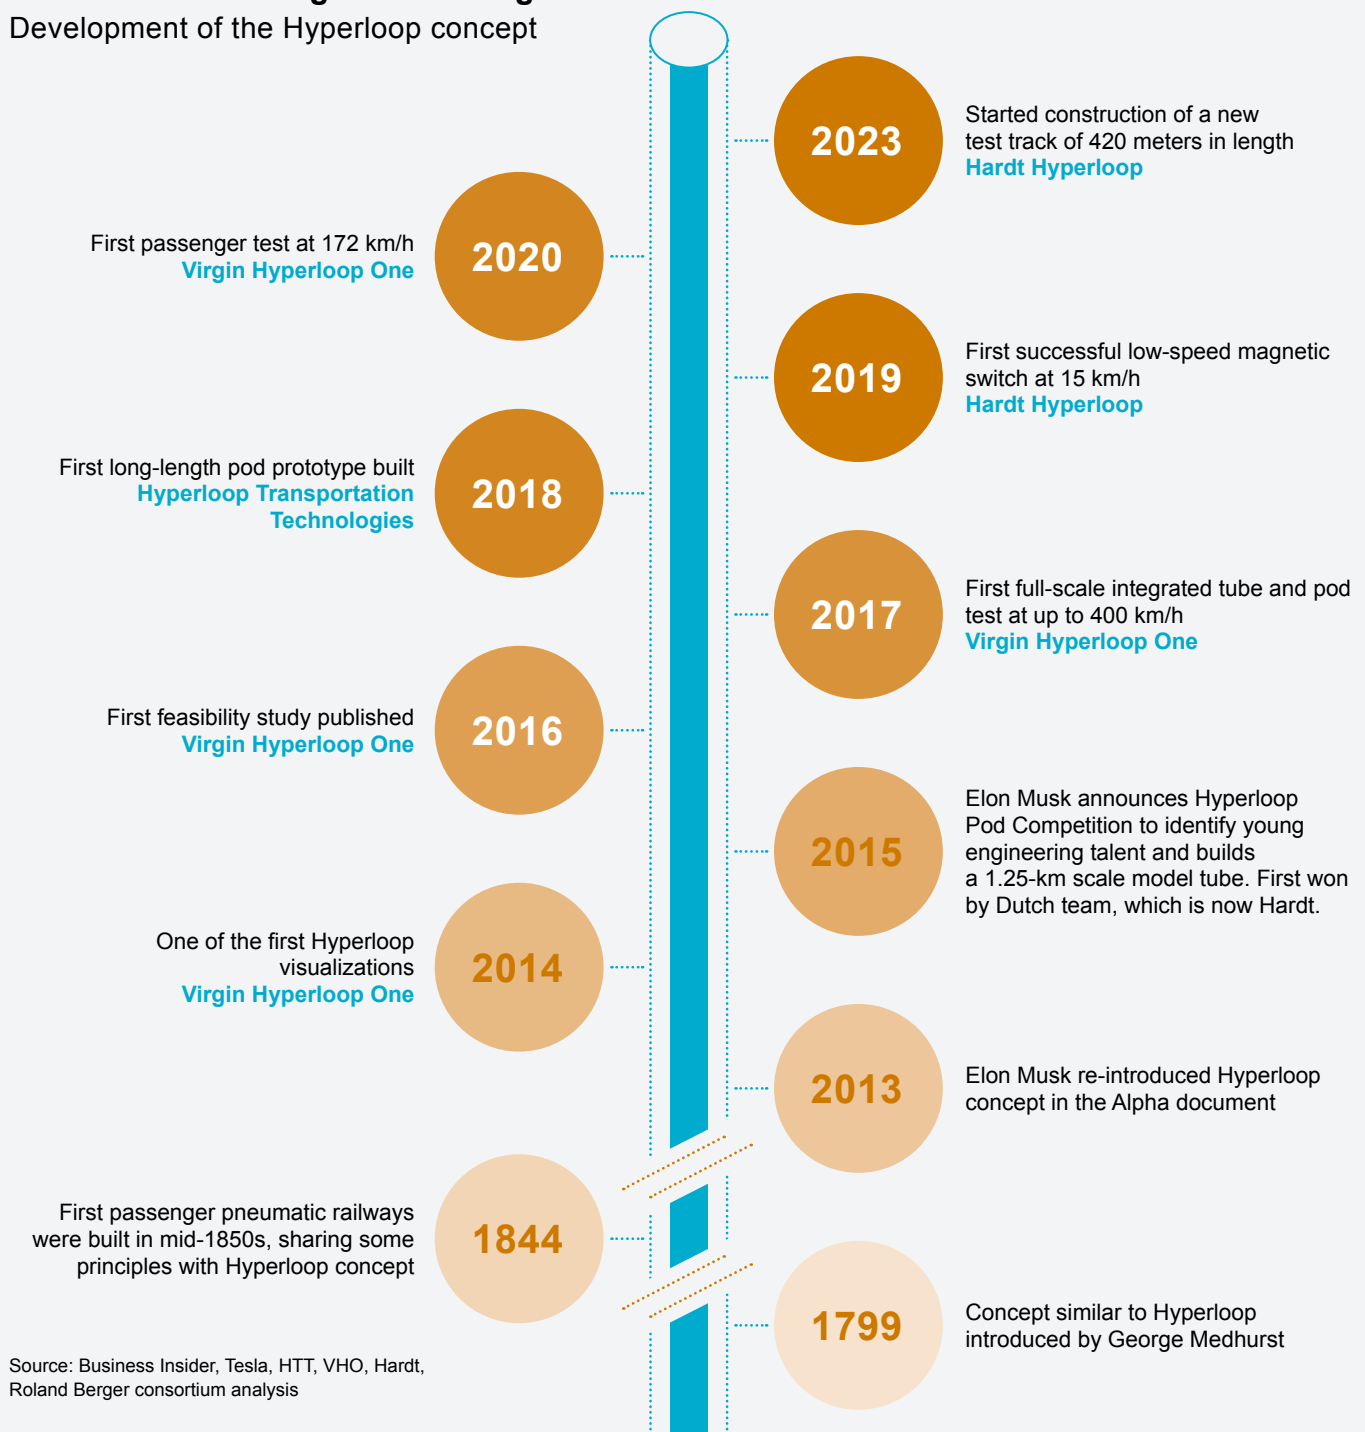 Development of the Hyperloop concept
2023
Started construction of a new
test track of 420 meters in length
Hardt Hyperloop
2020
First passenger test at 172 km/h
Virgin Hyperloop One
2019
First successful low-speed magnetic
switch at 15 km/h
Hardt Hyperloop
2018
First long-length pod prototype built
Hyperloop Transportation
Technologies
2017
First full-scale integrated tube and pod
test at up to 400 km/h
Virgin Hyperloop One
2016
First feasibility study published
Virgin Hyperloop One
2015
Elon Musk announces Hyperloop
Pod Competition to identify young
engineering talent and builds
a 1.25-km scale model tube. First won
by Dutch team, which is now Hardt.
2014
One of the first Hyperloop
visualizations
Virgin Hyperloop One
2013
Elon Musk re-introduced Hyperloop
concept in the Alpha document
1844
First passenger pneumatic railways
were built in mid-1850s, sharing some
principles with Hyperloop concept
1799
Concept similar to Hyperloop
introduced by George Medhurst
Source: Business Insider, Tesla, HTT, VHO, Hardt,
Roland Berger consortium analysis